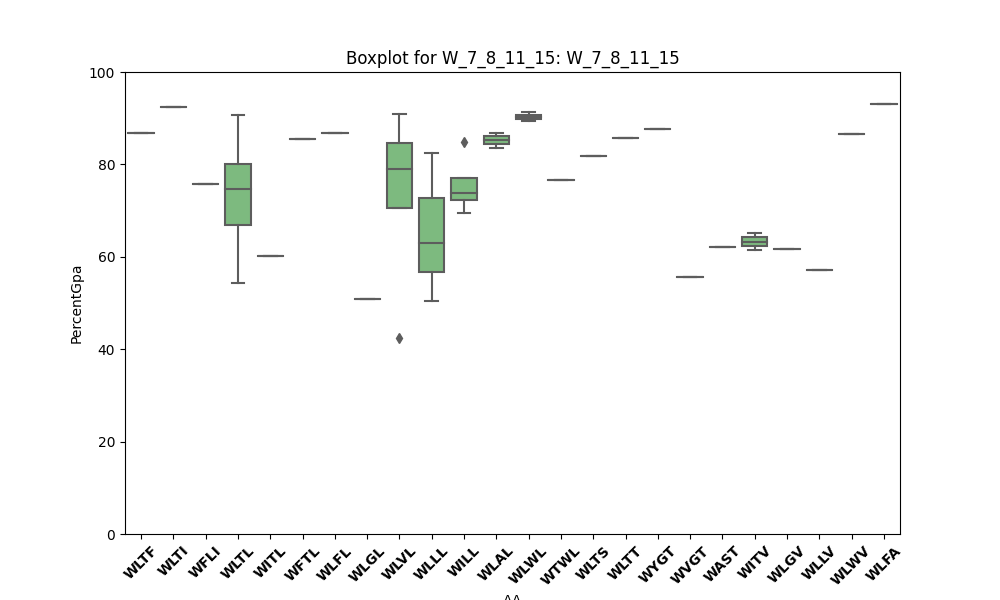 Boxplot for W_7_8_11_15: W_7_8_11_15
PercentGpa
100
80
60
40
20
0
WLTF
WLTI
WFLI
WLTL
WITL
WFTL
WLFL
WLGL
WLVL
WLLL
WILL
WLAL
WLWL
WTWL
WLTS
WLTT
WYGT
WVGT
WAST
WITV
WLGV
WLLV
WLWV
WLFA
AA